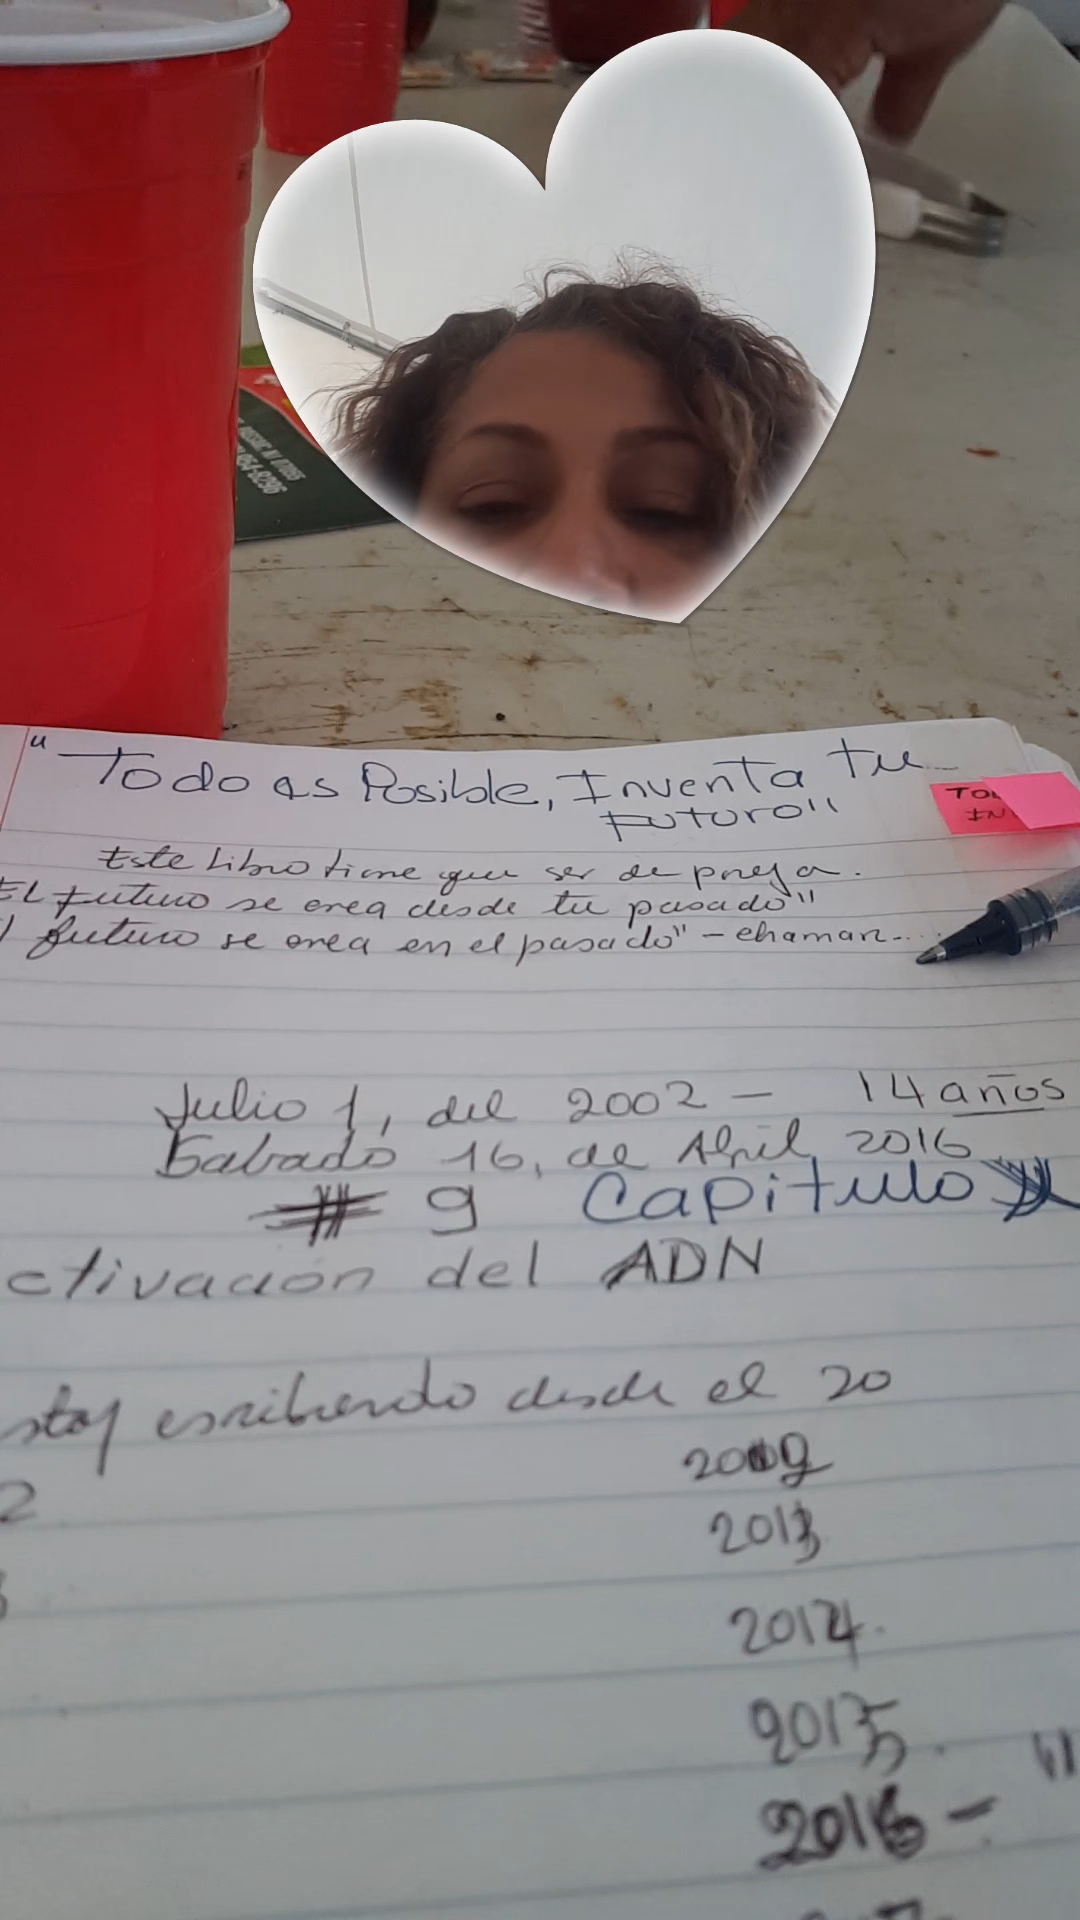 "Todo es Posible, Inventa tu
Futuro"
TOD
IN
Este Libro tiene que ser de
El futuro se crea desde tu pasado"
l futuro se crea en el pasado" - chaman...
Julio 1, del 2002 - 14 años
Sabado 16, de Abril 2016
# 9 Capitulo
ctivacion del ADN
stoy escribiendo desde el 20
2
2013
2014.
2015.
2016 - "